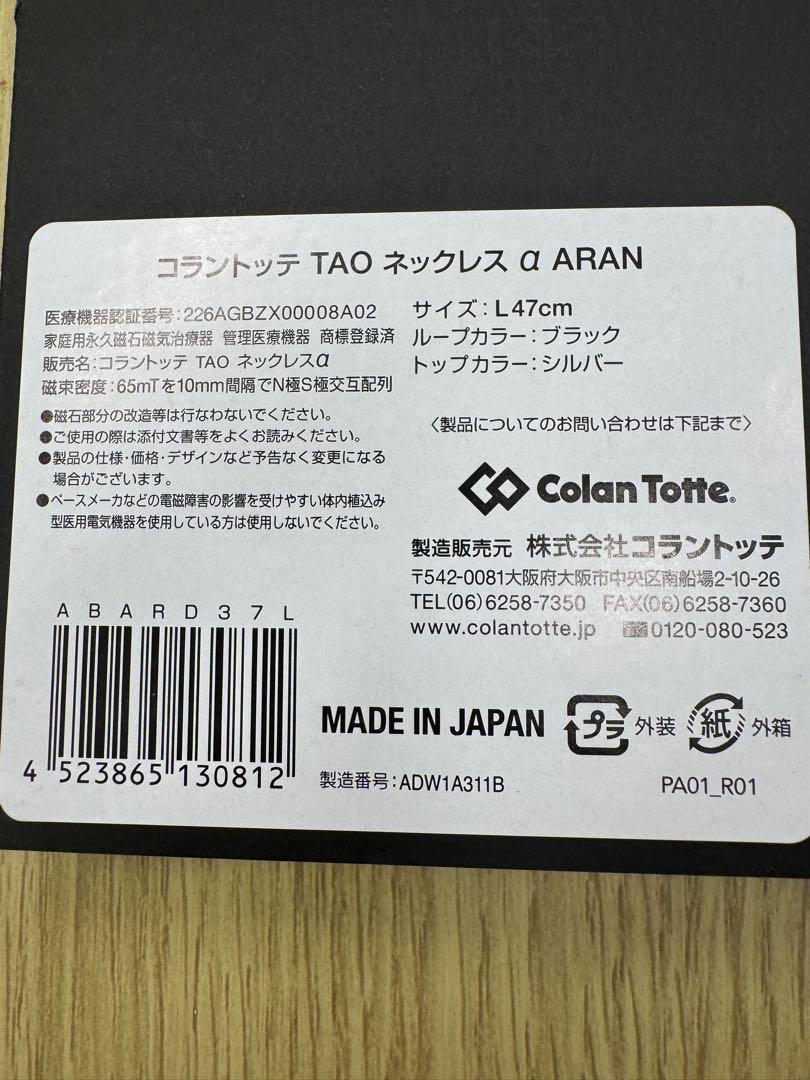 コラントッテ TAO ネックレス α ARAN
医療機器認証番号:226AGBZX00008A02
家庭用永久磁石磁気治療器 管理医療機器 商標登録済
販売名:コラントッテ TAO ネックレスα
磁束密度:65mTを10mm間隔でN極S極交互配列
●磁石部分の改造等は行なわないでください。
●ご使用の際は添付文書等をよくお読みください。
●製品の仕様・価格・デザインなど予告なく変更になる
場合がございます。
●ペースメーカなどの電磁障害の影響を受けやすい体内植込み
型医用電気機器を使用している方は使用しないでください。
サイズ:L47cm
ループカラー:ブラック
トップカラー:シルバー
〈製品についてのお問い合わせは下記まで〉
Colan Totte®
製造販売元 株式会社コラントッテ
〒542-0081大阪府大阪市中央区南船場2-10-26
TEL(06)6258-7350 FAX(06)6258-7360
www.colantotte.jp 0120-080-523
ABARD37L
4 523865 130812
MADE IN JAPAN
プラ 外装
紙 外箱
製造番号:ADW1A311B
PA01_R01